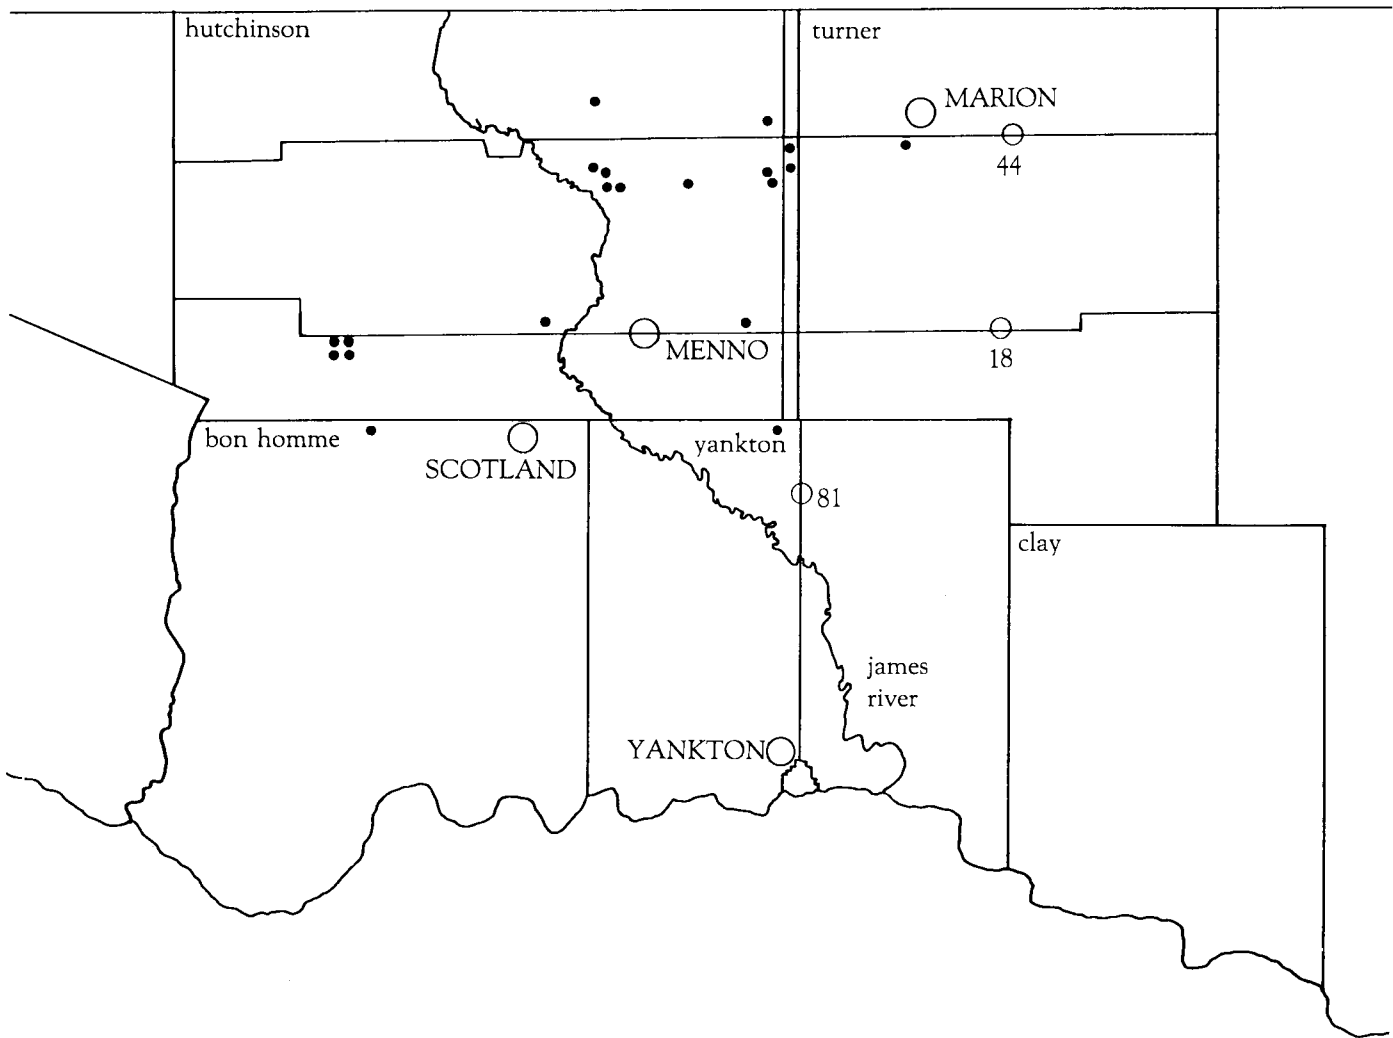 hutchinson
turner
MARION
44
MENNO
18
bon homme
yankton
SCOTLAND
81
clay
james
river
YANKTON